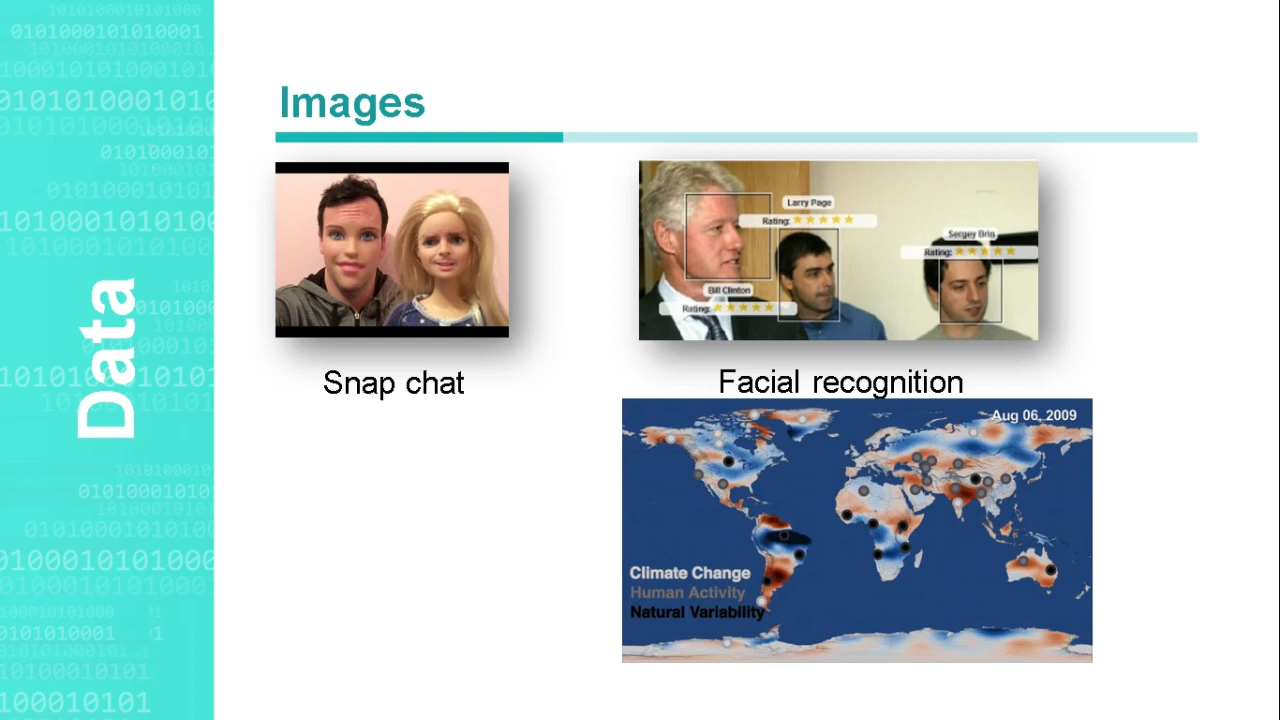 Data
Images
Larry Page
Rating:
Sergey Brin
Rating:
Bill Clinton
Rating:
Snap chat
Facial recognition
Aug 06, 2009
Climate Change
Human Activity
Natural Variability